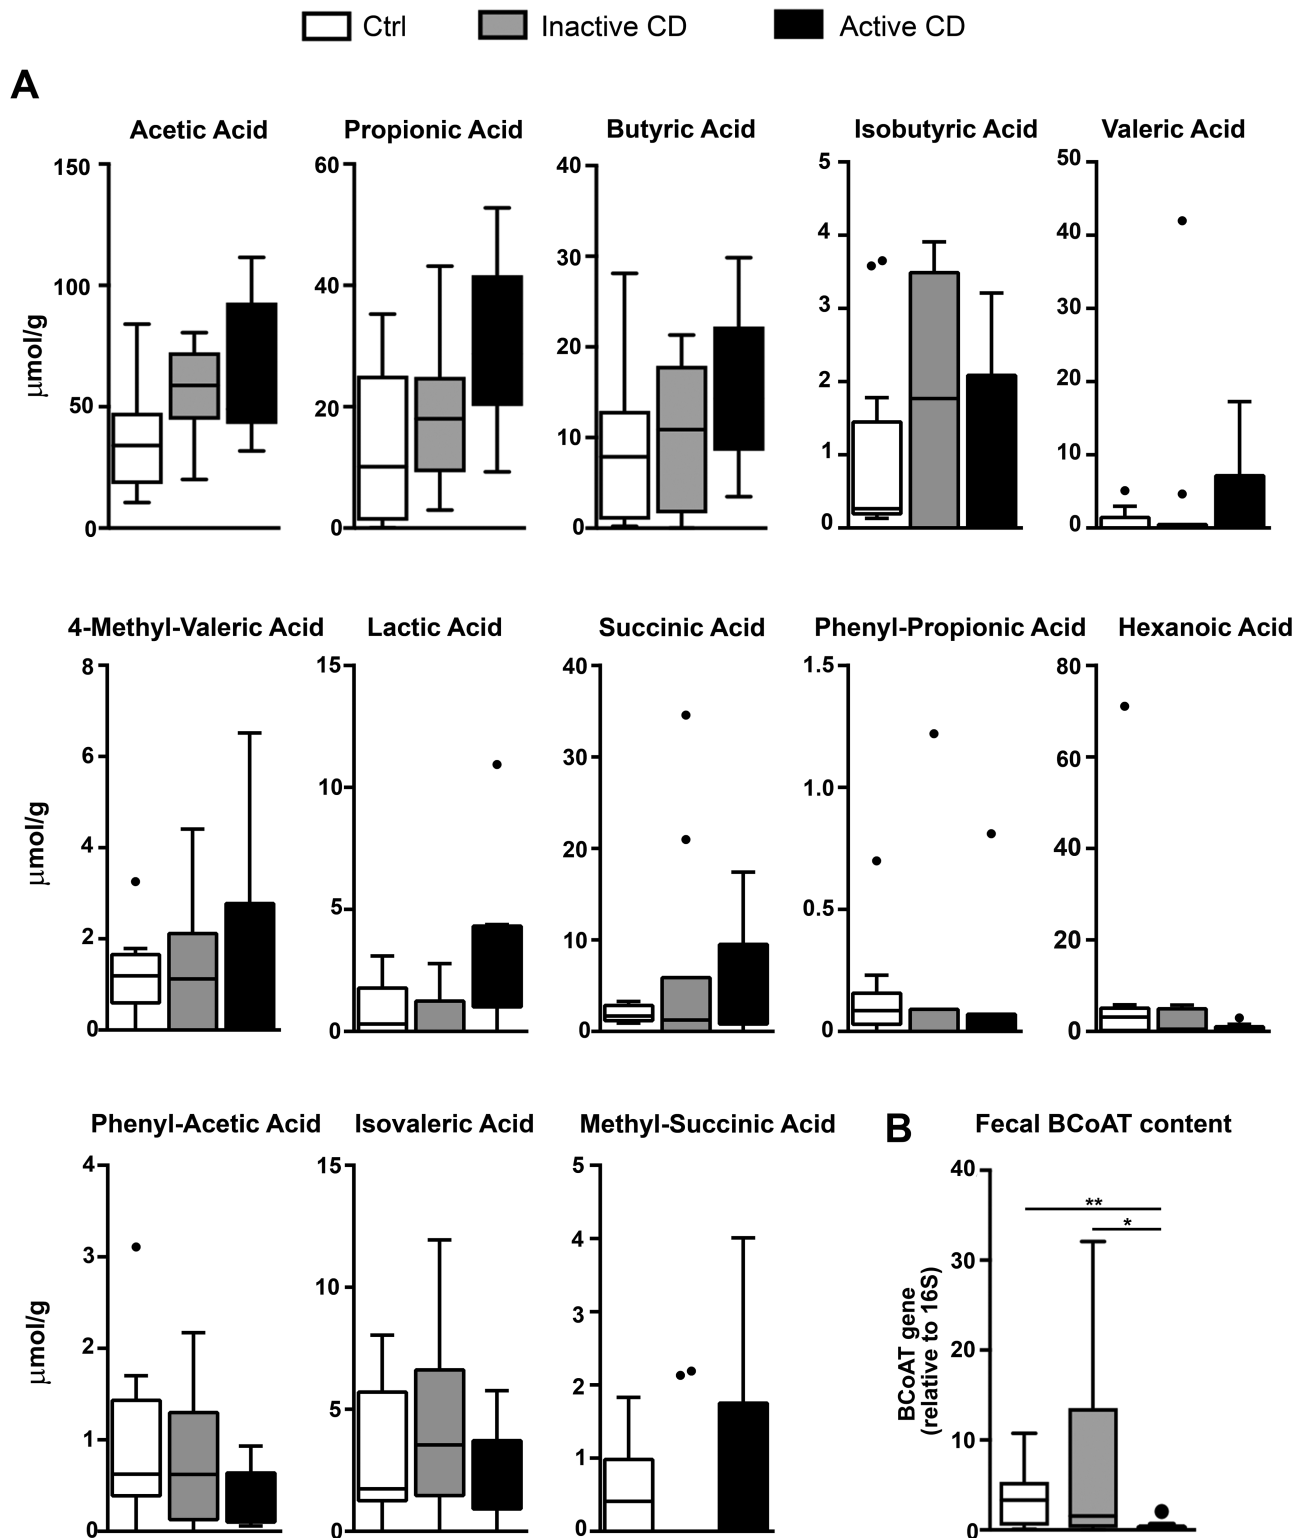 Ctrl Inactive CD Active CD
A
Acetic Acid Propionic Acid Butyric Acid Isobutyric Acid Valeric Acid
150 60 40 5 50
4 40
30
100 40 3 30
20
2 20
50 20
10 1 10
0 0 0 0 0
µmol/g
4-Methyl-Valeric Acid Lactic Acid Succinic Acid Phenyl-Propionic Acid Hexanoic Acid
8 15 40 1.5 80
6 30 60
10 1.0
4 20 40
5 0.5
2 10 20
0 0 0 0 0
µmol/g
Phenyl-Acetic Acid Isovaleric Acid Methyl-Succinic Acid B Fecal BCoAT content
4 15 5 40
4
3 30
10 3
2 20
2
5
1 1 10
0 0 0 0
µmol/g
BCoAT gene
(relative to 16S)
**
*